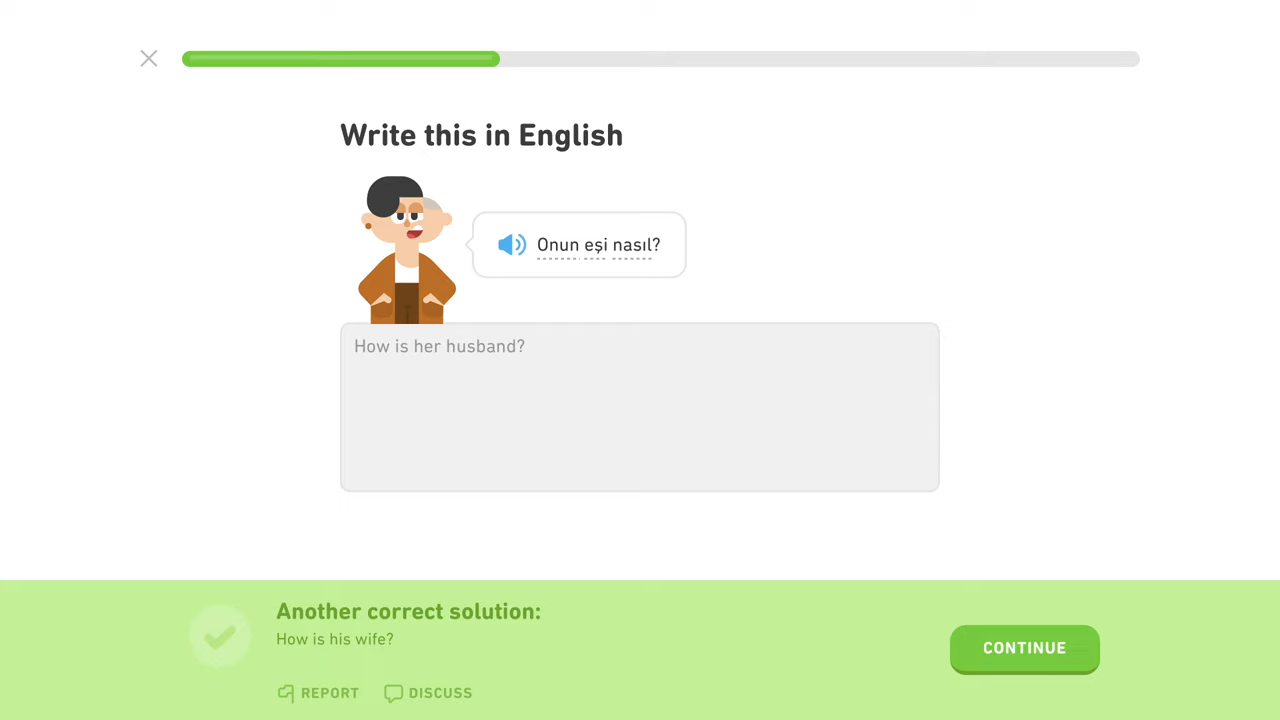 Write this in English
Onun eşi nasıl?
How is her husband?
Another correct solution:
How is his wife?
CONTINUE
REPORT DISCUSS